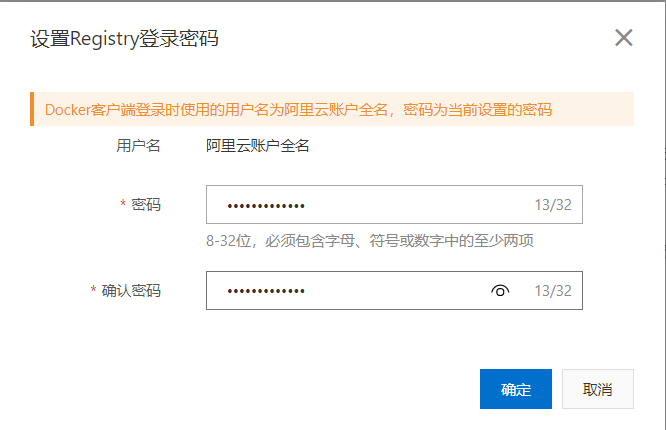 设置Registry登录密码
Docker客户端登录时使用的用户名为阿里云账户全名，密码为当前设置的密码
用户名 阿里云账户全名
* 密码 ••••••••••••• 13/32
8-32位，必须包含字母、符号或数字中的至少两项
* 确认密码 ••••••••••••• 13/32
确定 取消